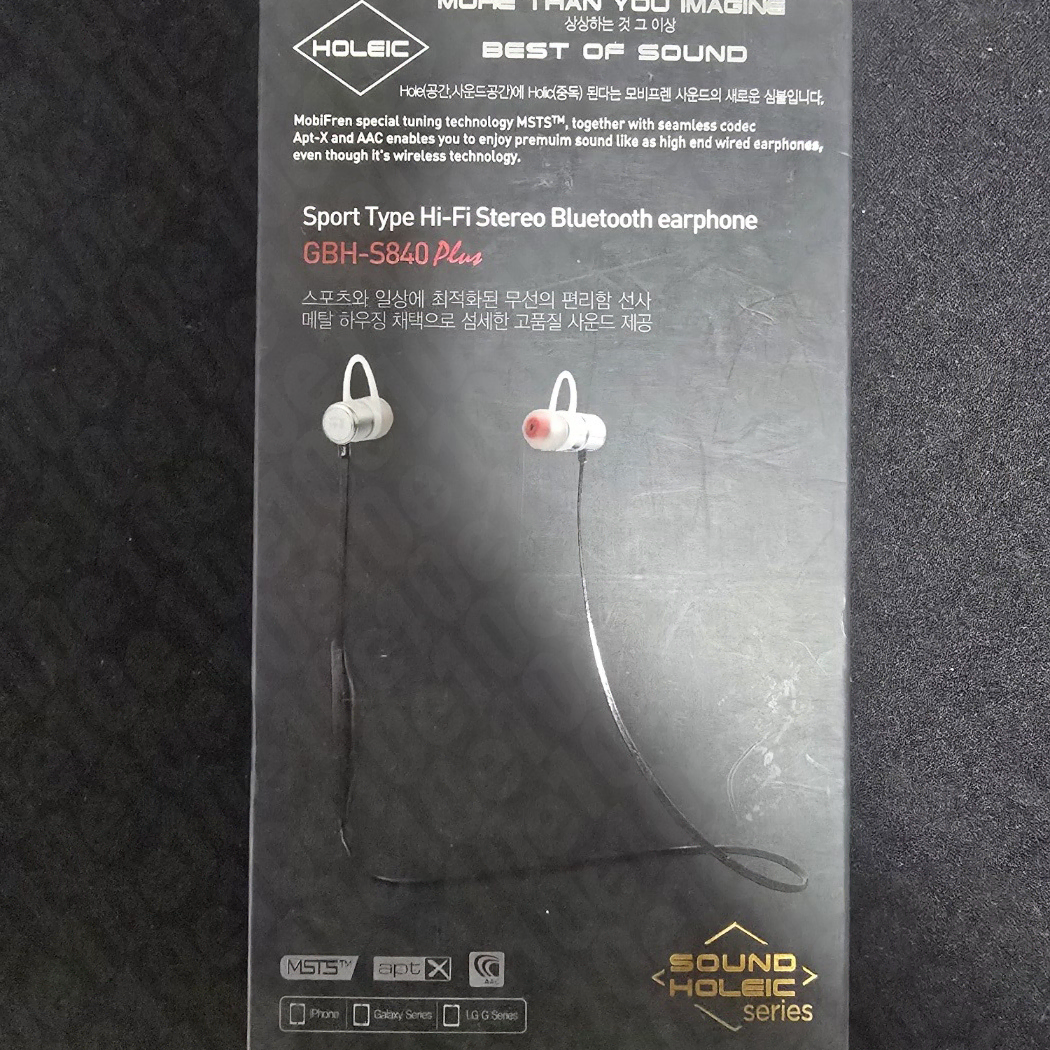 MORE THAN YOU IMAGINE
상상하는 것 그 이상
HOLEIC
BEST OF SOUND
Hole(공간,사운드공간)에 Holic(중독) 된다는 모비프렌 사운드의 새로운 심볼입니다.
MobiFren special tuning technology MSTS™, together with seamless codec
Apt-X and AAC enables you to enjoy premuim sound like as high end wired earphones,
even though it's wireless technology.
Sport Type Hi-Fi Stereo Bluetooth earphone
GBH-S840 Plus
스포츠와 일상에 최적화된 무선의 편리함 선사
메탈 하우징 채택으로 섬세한 고품질 사운드 제공
MSTS™ aptX AAC
iPhone Galaxy Series LG G Series
SOUND
HOLEIC
series